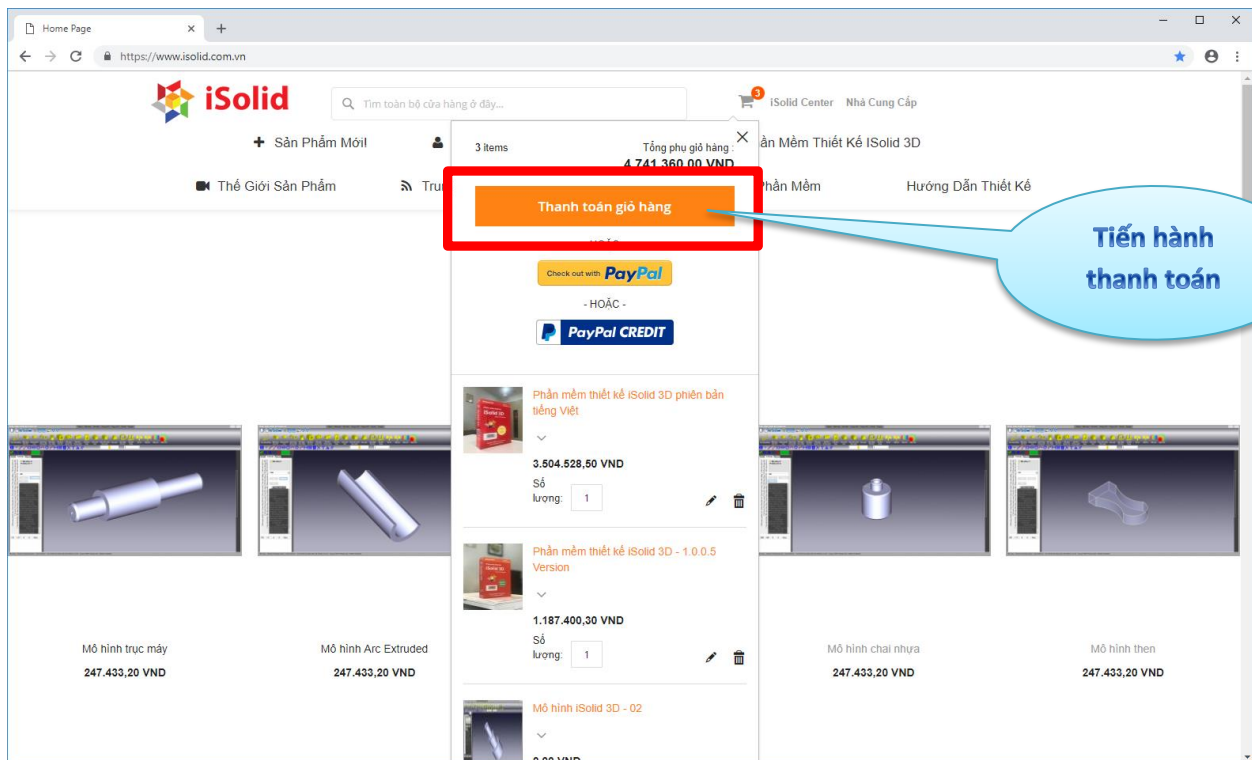 Home Page
https://www.isolid.com.vn
iSolid
Tìm toàn bộ cửa hàng ở đây...
3
iSolid Center Nhà Cung Cấp
Sản Phẩm Mới!
ần Mềm Thiết Kế ISolid 3D
Thế Giới Sản Phẩm
Tru
Phần Mềm
Hướng Dẫn Thiết Kế
3 items
Tổng phụ giỏ hàng :
4.741.360,00 VND
Thanh toán giỏ hàng
Tiến hành
thanh toán
Check out with PayPal
- HOẶC -
PayPal CREDIT
Phần mềm thiết kế iSolid 3D phiên bản
tiếng Việt
3.504.528,50 VND
Số
lượng: 1
Phần mềm thiết kế iSolid 3D - 1.0.0.5
Version
1.187.400,30 VND
Số
lượng: 1
Mô hình iSolid 3D - 02
Mô hình trục máy
247.433,20 VND
Mô hình Arc Extruded
247.433,20 VND
Mô hình chai nhựa
247.433,20 VND
Mô hình then
247.433,20 VND